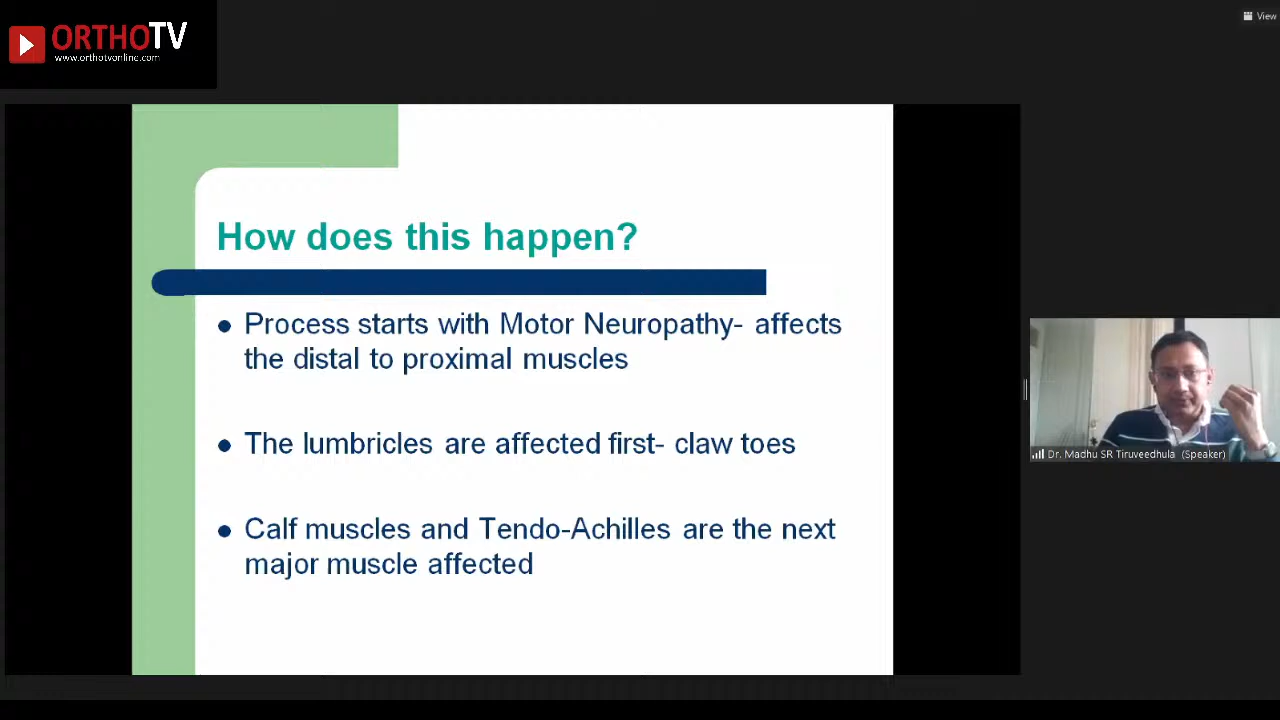 ORTHOTV
www.orthotvonline.com
View
How does this happen?
Process starts with Motor Neuropathy- affects
the distal to proximal muscles
The lumbricles are affected first- claw toes
Calf muscles and Tendo-Achilles are the next
major muscle affected
Dr. Madhu SR Tiruveedhula (Speaker)